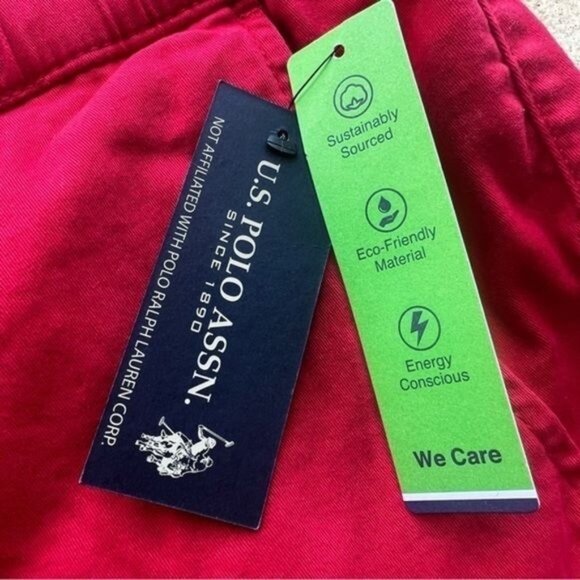 U.S. POLO ASSN.
SINCE 1890
NOT AFFILIATED WITH POLO RALPH LAUREN CORP.
Sustainably
Sourced
Eco-Friendly
Material
Energy
Conscious
We Care